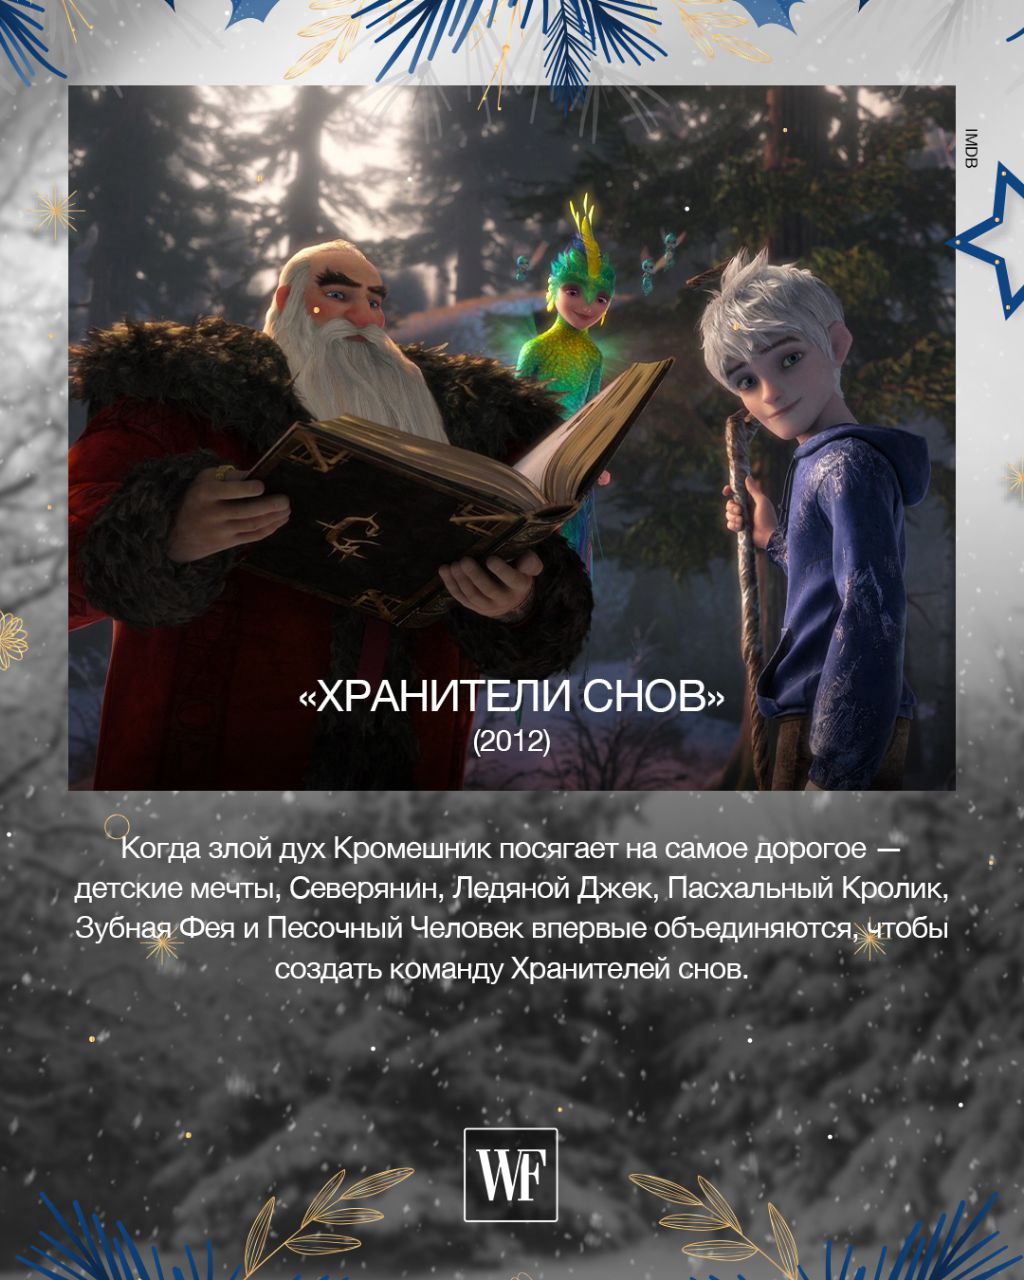 IMDB
«ХРАНИТЕЛИ СНОВ»
(2012)
Когда злой дух Кромешник посягает на самое дорогое —
детские мечты, Северянин, Ледяной Джек, Пасхальный Кролик,
Зубная Фея и Песочный Человек впервые объединяются, чтобы
создать команду Хранителей снов.
WF